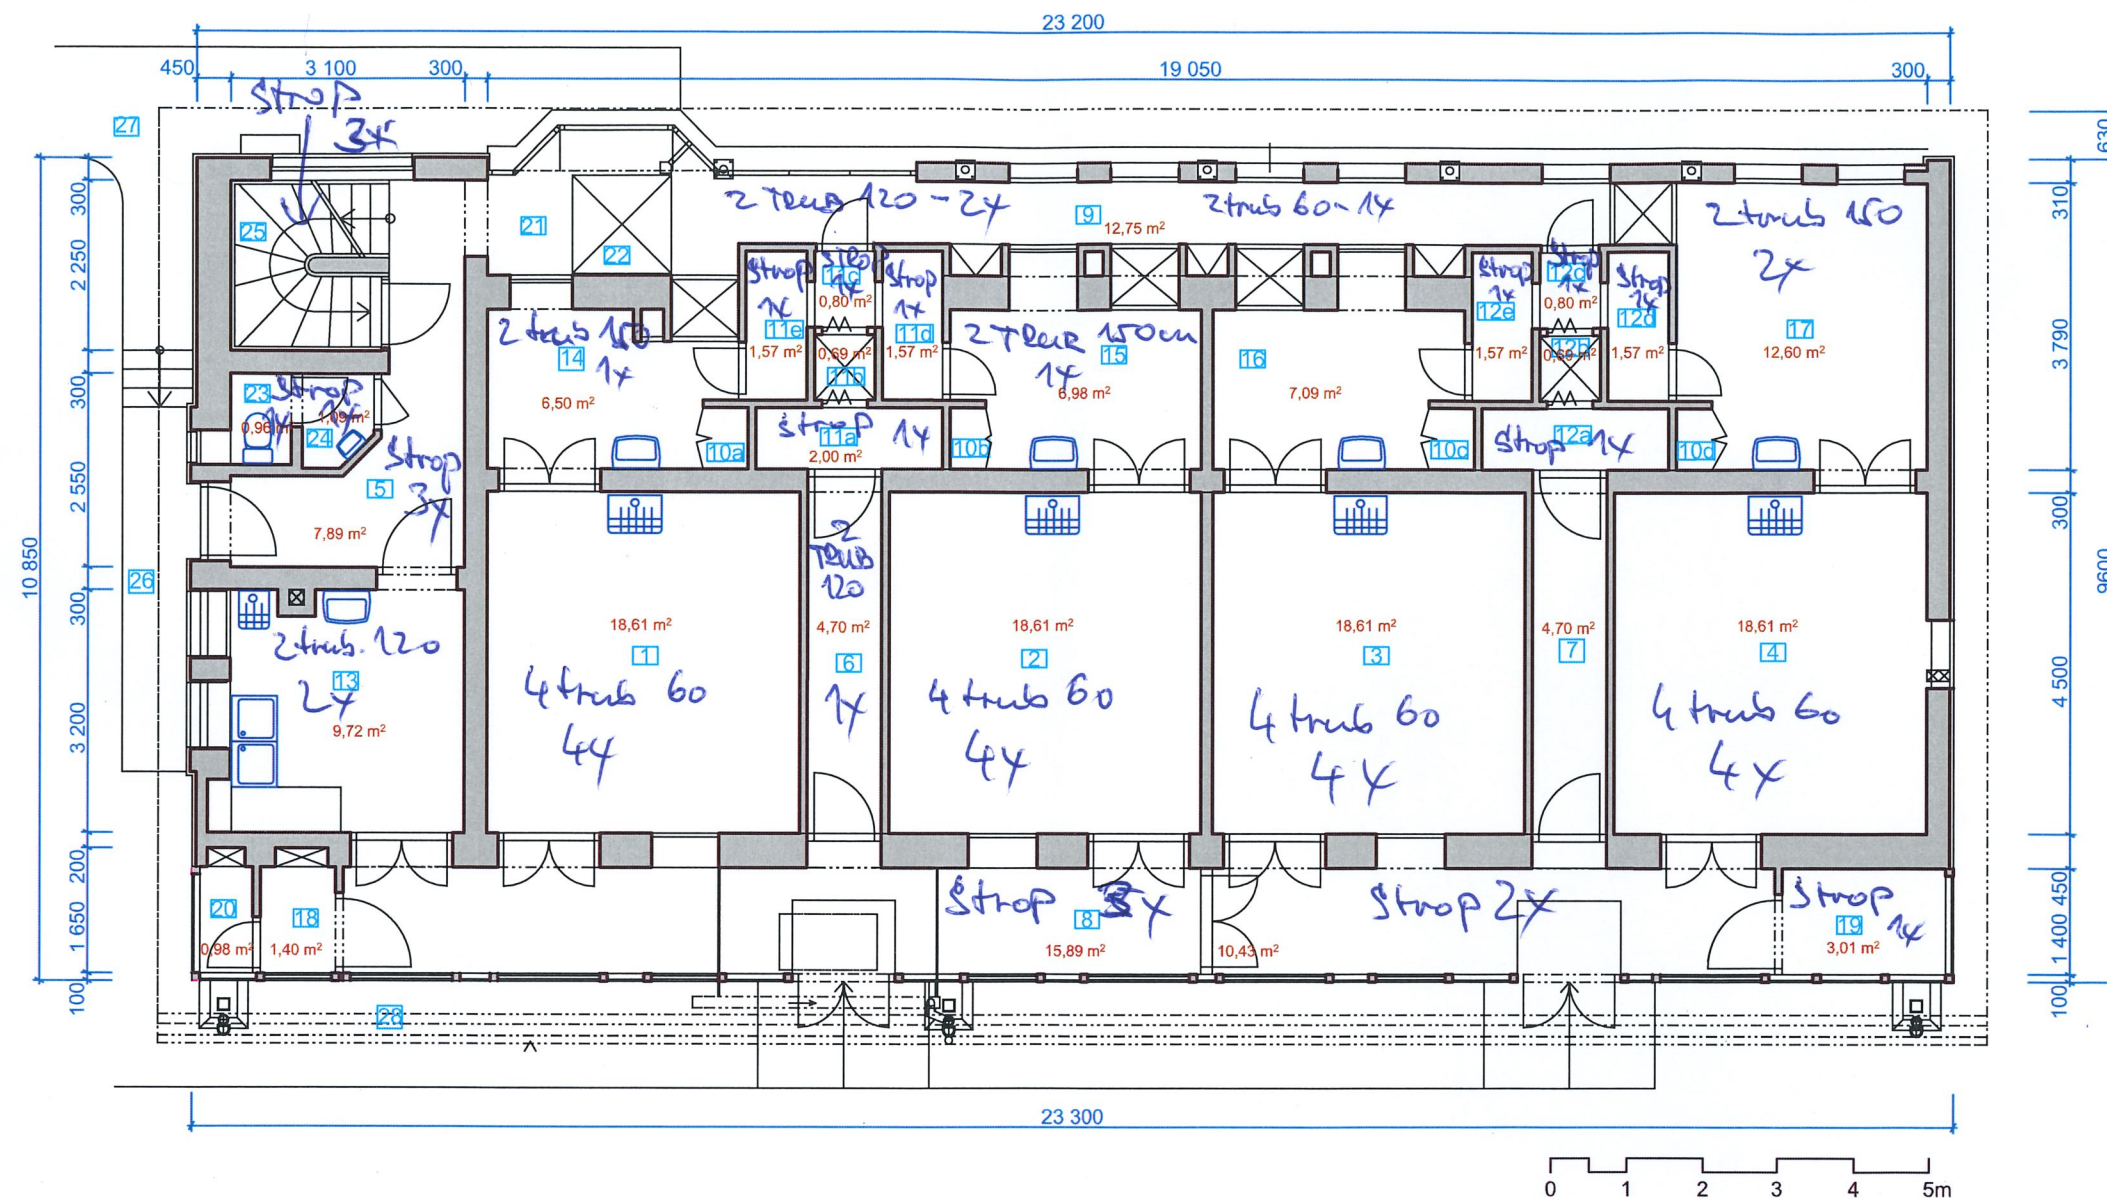 23 200
450
3 100
300
19 050
300
Strop
3x
27
630
300
2 250
300
2 550
300
3 200
200
1 650
100
10 850
310
3 790
300
4 500
450
1 400
100
9600
25
21
22
2 TRUB 120 - 2x
9
12,75 m²
2 trub 60 - 1x
2 trub 150
2x
17
12,60 m²
Strop
1x
11e
1,57 m²
Strop
1x
11c
0,80 m²
Strop
1x
11d
1,57 m²
0,69 m²
11b
2 trub 150
1x
14
6,50 m²
2 TRUB 150cm
1x
15
6,98 m²
16
7,09 m²
Strop
1x
12e
1,57 m²
Strop
1x
0,80 m²
Strop
1x
12d
1,57 m²
12b
23
Strop
1x
1x
0,96 m²
1,09 m²
24
Strop
3x
5
7,89 m²
10a
Strop 1x
11a
2,00 m²
10b
10c
Strop 1x
12a
10d
26
2 trub. 120
2x
13
9,72 m²
18,61 m²
1
4 trub 60
4x
2
TRUB
120
4,70 m²
6
1x
18,61 m²
2
4 trub 60
4x
18,61 m²
3
4 trub 60
4x
4,70 m²
7
18,61 m²
4
4 trub 60
4x
20
0,98 m²
18
1,40 m²
Strop
8
15,89 m²
Strop 2x
10,43 m²
Strop
1x
19
3,01 m²
28
23 300
0 1 2 3 4 5m